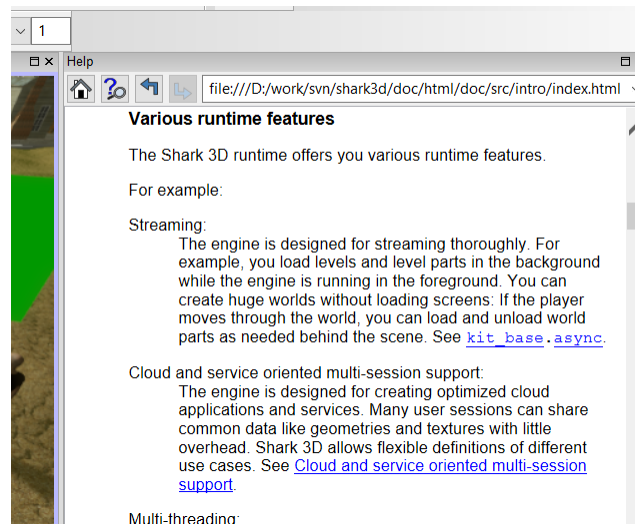 1
Help
file:///D:/work/svn/shark3d/doc/html/doc/src/intro/index.html
Various runtime features
The Shark 3D runtime offers you various runtime features.
For example:
Streaming:
The engine is designed for streaming thoroughly. For
example, you load levels and level parts in the background
while the engine is running in the foreground. You can
create huge worlds without loading screens: If the player
moves through the world, you can load and unload world
parts as needed behind the scene. See kit_base.async.
Cloud and service oriented multi-session support:
The engine is designed for creating optimized cloud
applications and services. Many user sessions can share
common data like geometries and textures with little
overhead. Shark 3D allows flexible definitions of different
use cases. See Cloud and service oriented multi-session
support.
Multi-threading: